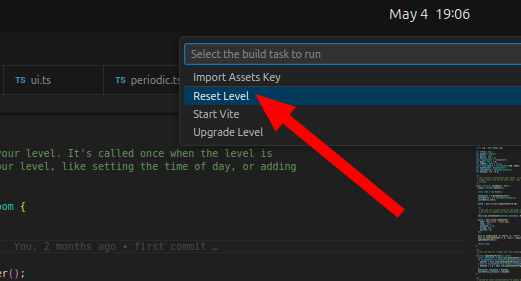 May 4 19:06
Select the build task to run
TS ui.ts
TS periodic.ts
Import Assets Key
Reset Level
Start Vite
Upgrade Level
your level. It's called once when the level is
our level, like setting the time of day, or adding
oom {
You, 2 months ago • first commit …
er();